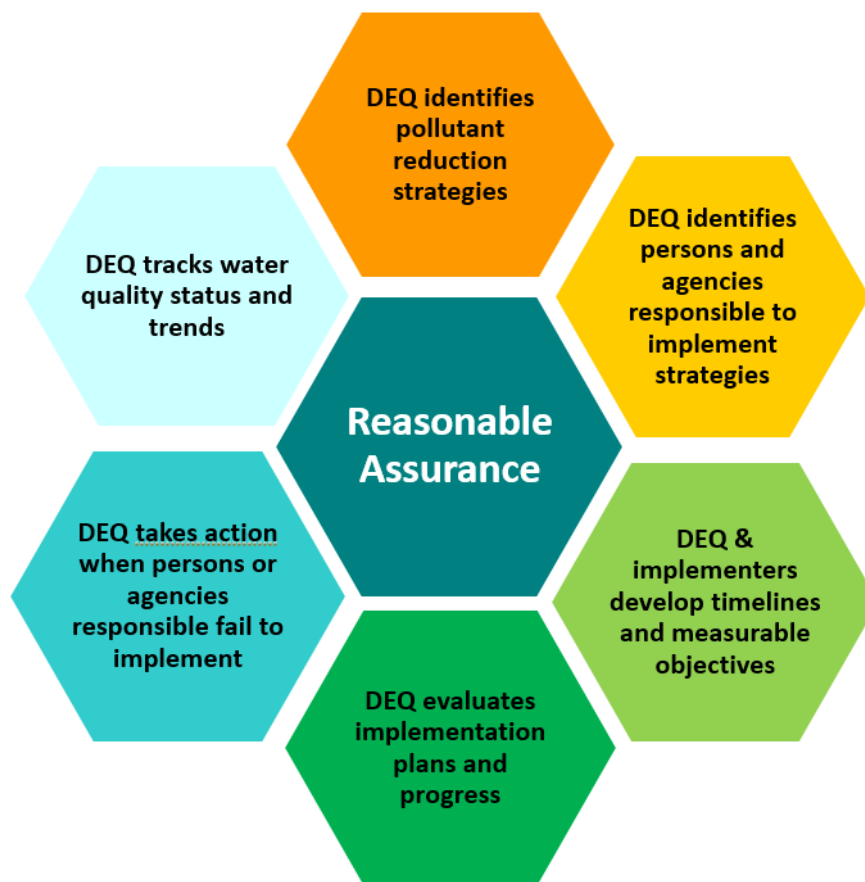 DEQ identifies
pollutant
reduction
strategies
DEQ identifies
persons and
agencies
responsible to
implement
strategies
DEQ tracks water
quality status and
trends
Reasonable
Assurance
DEQ takes action
when persons or
agencies
responsible fail to
implement
DEQ &
implementers
develop timelines
and measurable
objectives
DEQ evaluates
implementation
plans and
progress